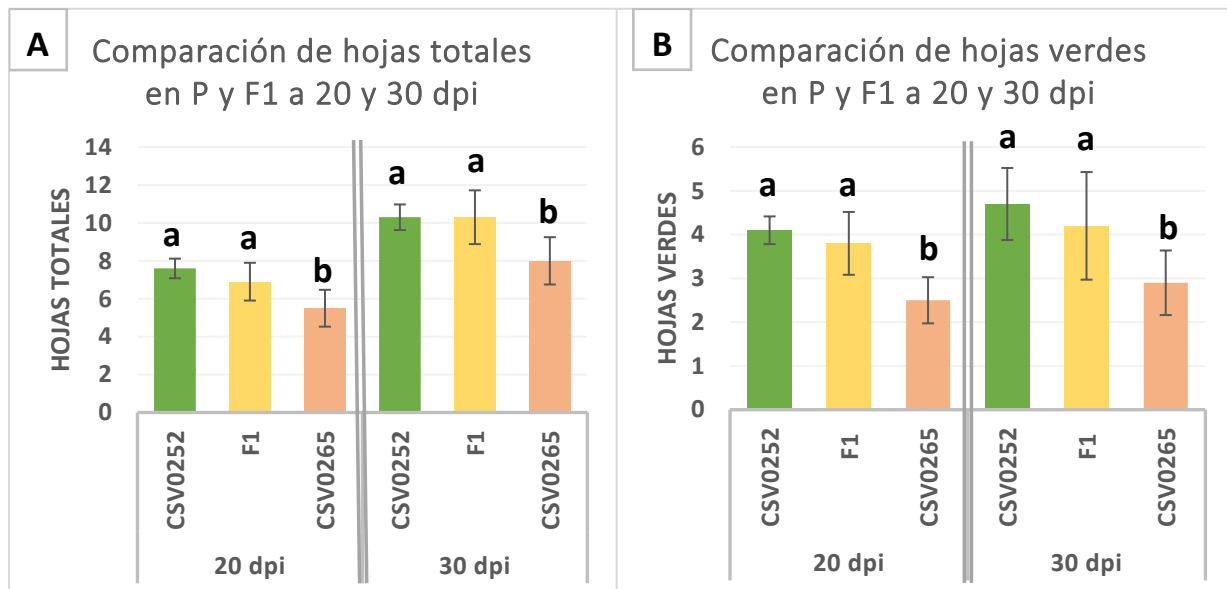 A
Comparación de hojas totales
en P y F1 a 20 y 30 dpi
HOJAS TOTALES
14
12
10
8
6
4
2
0
a
a
b
a
a
b
CSV0252
F1
CSV0265
CSV0252
F1
CSV0265
20 dpi
30 dpi
B
Comparación de hojas verdes
en P y F1 a 20 y 30 dpi
HOJAS VERDES
6
5
4
3
2
1
0
a
a
b
a
a
b
CSV0252
F1
CSV0265
CSV0252
F1
CSV0265
20 dpi
30 dpi